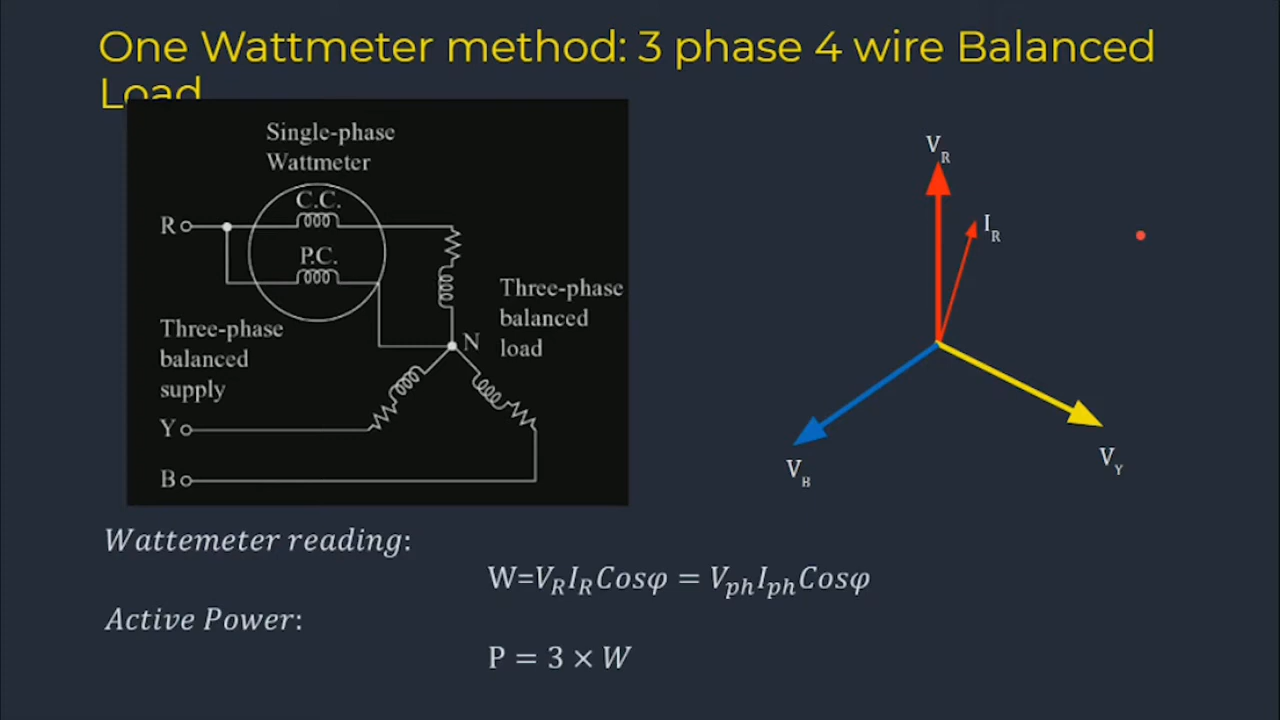 One Wattmeter method: 3 phase 4 wire Balanced
Load
Single-phase
Wattmeter
C.C.
R
P.C.
Three-phase
balanced
load
Three-phase
balanced
supply
N
Y
B
V_R
I_R
V_B
V_Y
Wattemeter reading:
W=V_R I_R Cosφ = V_ph I_ph Cosφ
Active Power:
P = 3 × W